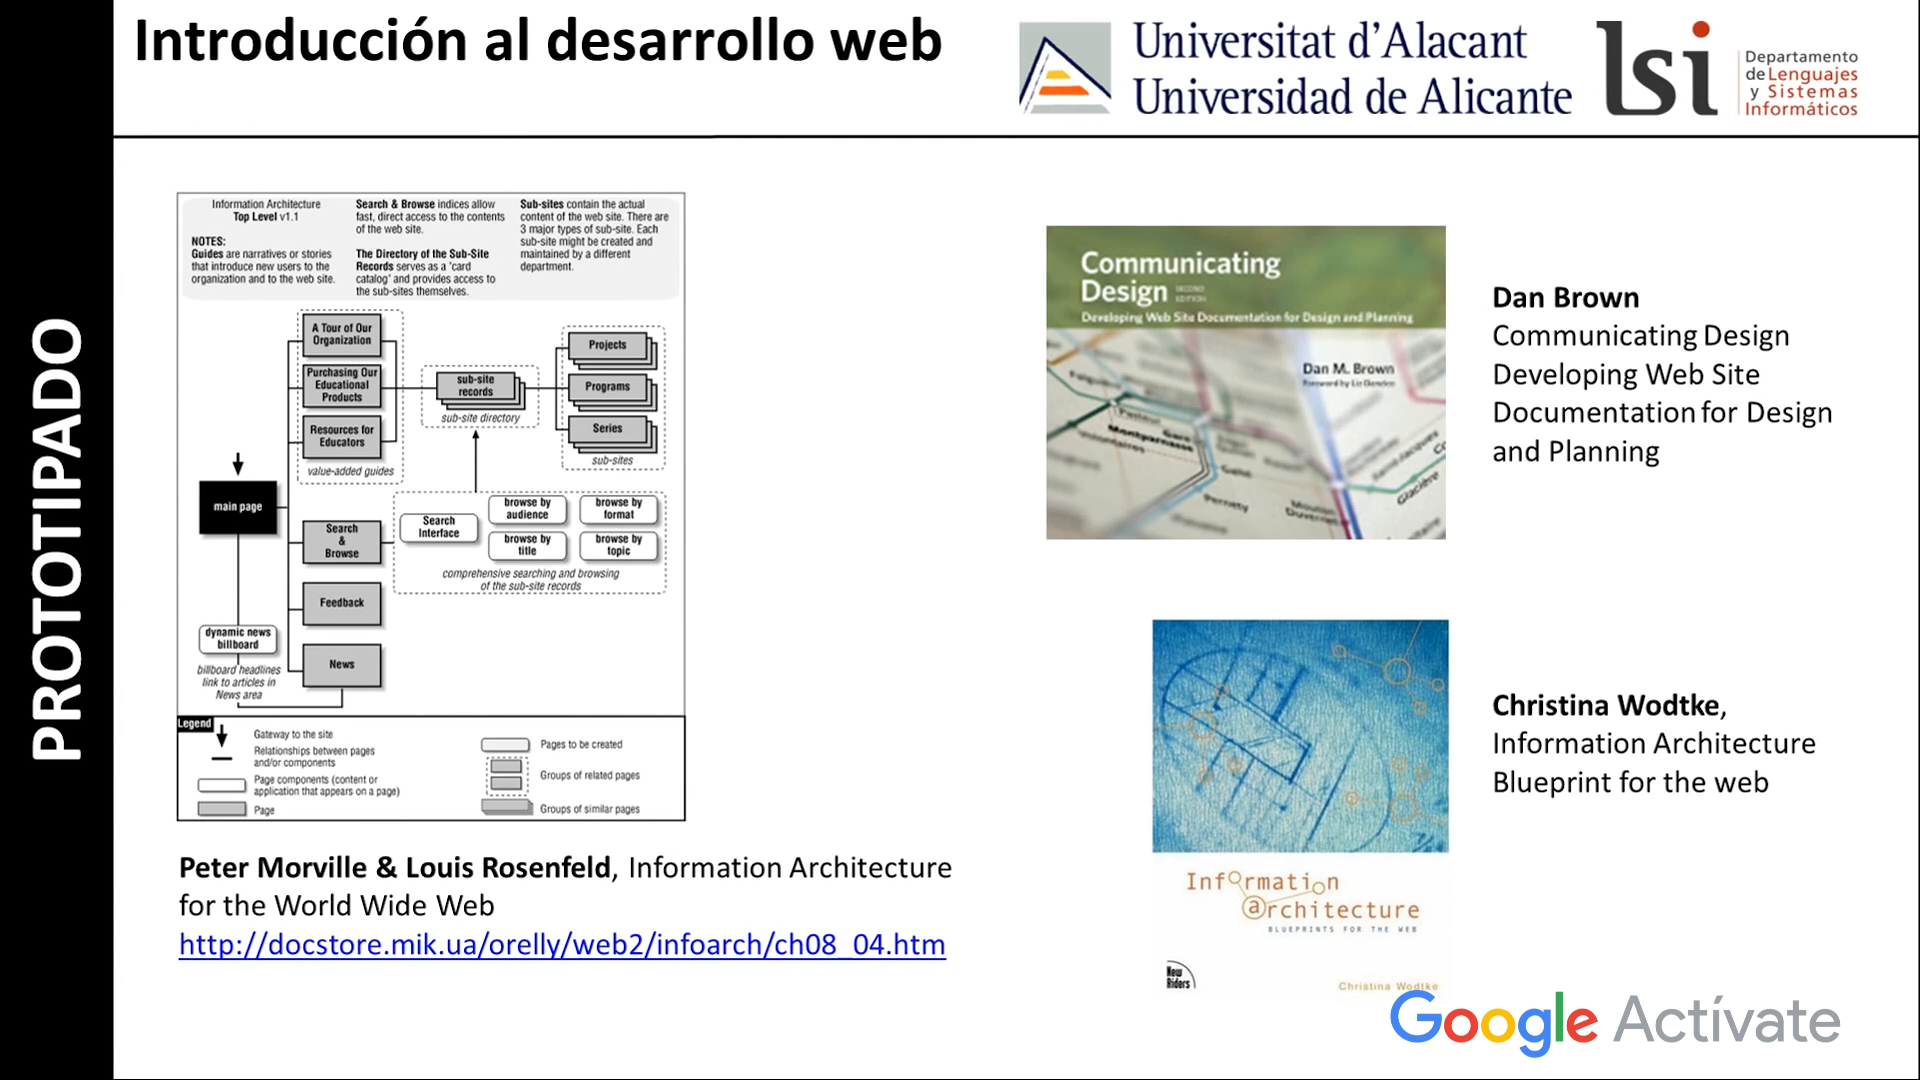 Introducción al desarrollo web
Universitat d'Alacant
Universidad de Alicante
lsi
Departamento
de Lenguajes
y Sistemas
Informáticos
PROTOTIPADO
Information Architecture
Top Level v1.1
NOTES:
Guides are narratives or stories
that introduce new users to the
organization and to the web site.
Search & Browse indices allow
fast, direct access to the contents
of the web site.
The Directory of the Sub-Site
Records serves as a "card
catalog" and provides access to
the sub-sites themselves.
Sub-sites contain the actual
content of the web site. There are
3 major types of sub-site. Each
sub-site might be created and
maintained by a different
department.
A Tour of Our
Organization
Purchasing Our
Educational
Products
Resources for
Educators
value-added guides
sub-site
records
sub-site directory
Projects
Programs
Series
sub-sites
main page
Search
&
Browse
Search
Interface
browse by
audience
browse by
format
browse by
title
browse by
topic
comprehensive searching and browsing
of the sub-site records
Feedback
dynamic news
billboard
billboard headlines
link to articles in
News area
News
Legend
Gateway to the site
Relationships between pages
and/or components
Page components (content or
application that appears on a page)
Page
Pages to be created
Groups of related pages
Groups of similar pages
Peter Morville & Louis Rosenfeld, Information Architecture
for the World Wide Web
http://docstore.mik.ua/orelly/web2/infoarch/ch08_04.htm
Communicating
Design SECOND
EDITION
Developing Web Site Documentation for Design and Planning
Dan M. Brown
Montparnasse
Pernety
Glacière
Dan Brown
Communicating Design
Developing Web Site
Documentation for Design
and Planning
Information
@rchitecture
BLUEPRINTS FOR THE WEB
New
Riders
Christina Wodtke
Christina Wodtke,
Information Architecture
Blueprint for the web
Google Actívate